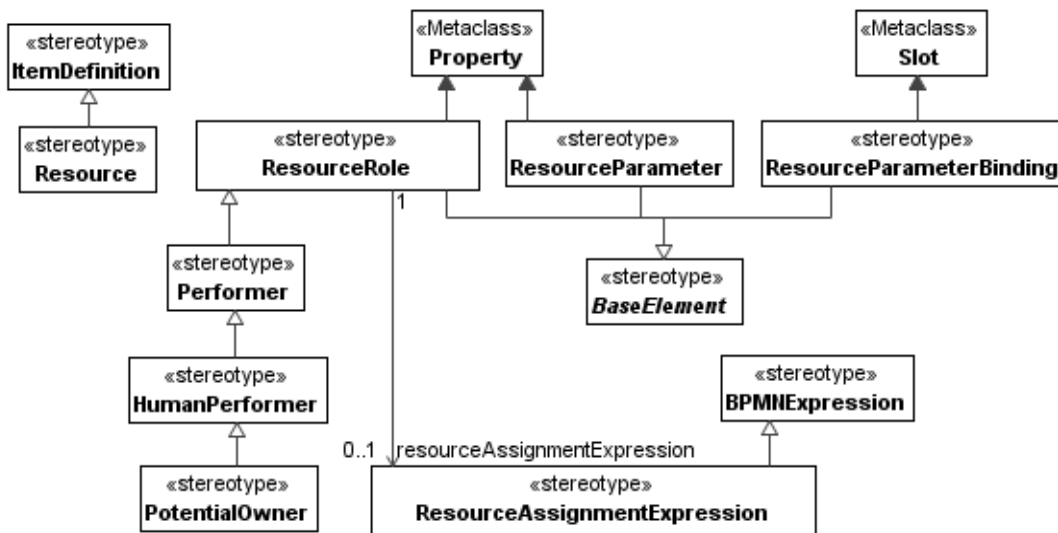 «stereotype»
ItemDefinition
«Metaclass»
Property
«Metaclass»
Slot
«stereotype»
Resource
«stereotype»
ResourceRole
«stereotype»
ResourceParameter
«stereotype»
ResourceParameterBinding
1
«stereotype»
Performer
«stereotype»
BaseElement
«stereotype»
HumanPerformer
«stereotype»
BPMNExpression
0..1 resourceAssignmentExpression
«stereotype»
PotentialOwner
«stereotype»
ResourceAssignmentExpression